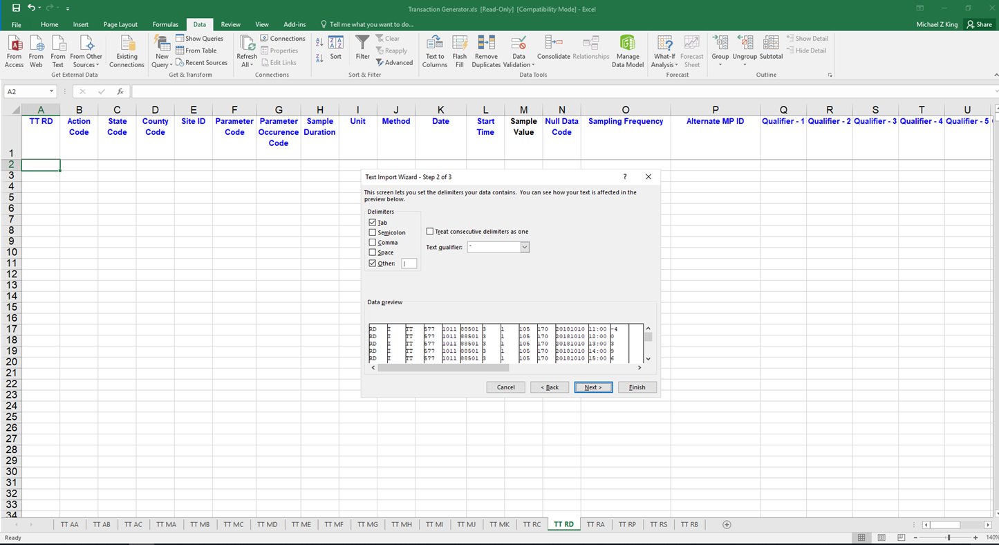 Transaction Generator.xls [Read-Only] [Compatibility Mode] - Excel
File Home Insert Page Layout Formulas Data Review View Add-ins Tell me what you want to do... Michael Z King Share
From Access
From Web
From Text
From Other Sources
Existing Connections
Get External Data
New Query
Show Queries
From Table
Recent Sources
Get & Transform
Refresh All
Connections
Properties
Edit Links
Connections
Sort
Filter
Clear
Reapply
Advanced
Sort & Filter
Text to Columns
Flash Fill
Remove Duplicates
Data Validation
Consolidate
Relationships
Manage Data Model
Data Tools
What-If Analysis
Forecast Sheet
Forecast
Group
Ungroup
Subtotal
Show Detail
Hide Detail
Outline
A2 fx
A B C D E F G H I J K L M N O P Q R S T U
TT RD
Action Code
State Code
County Code
Site ID
Parameter Code
Parameter Occurence Code
Sample Duration
Unit
Method
Date
Start Time
Sample Value
Null Data Code
Sampling Frequency
Alternate MP ID
Qualifier - 1
Qualifier - 2
Qualifier - 3
Qualifier - 4
Qualifier - 5
1
2
3
4
5
6
7
8
9
10
11
12
13
14
15
16
17
18
19
20
21
22
23
24
25
26
27
28
29
30
31
32
33
34
Text Import Wizard - Step 2 of 3 ?
This screen lets you set the delimiters your data contains. You can see how your text is affected in the
preview below.
Delimiters
Tab
Semicolon
Comma
Space
Other: |
Treat consecutive delimiters as one
Text qualifier: "
Data preview
RD I TT 577 1011 88501 3 1 105 170 20181010 11:00 -4
RD I TT 577 1011 88501 3 1 105 170 20181010 12:00 0
RD I TT 577 1011 88501 3 1 105 170 20181010 13:00 3
RD I TT 577 1011 88501 3 1 105 170 20181010 14:00 9
RD I TT 577 1011 88501 3 1 105 170 20181010 15:00 6
Cancel < Back Next > Finish
TT AA TT AB TT AC TT MA TT MB TT MC TT MD TT ME TT MF TT MG TT MH TT MI TT MJ TT MK TT RC TT RD TT RA TT RP TT RS TT RB
Ready 140%